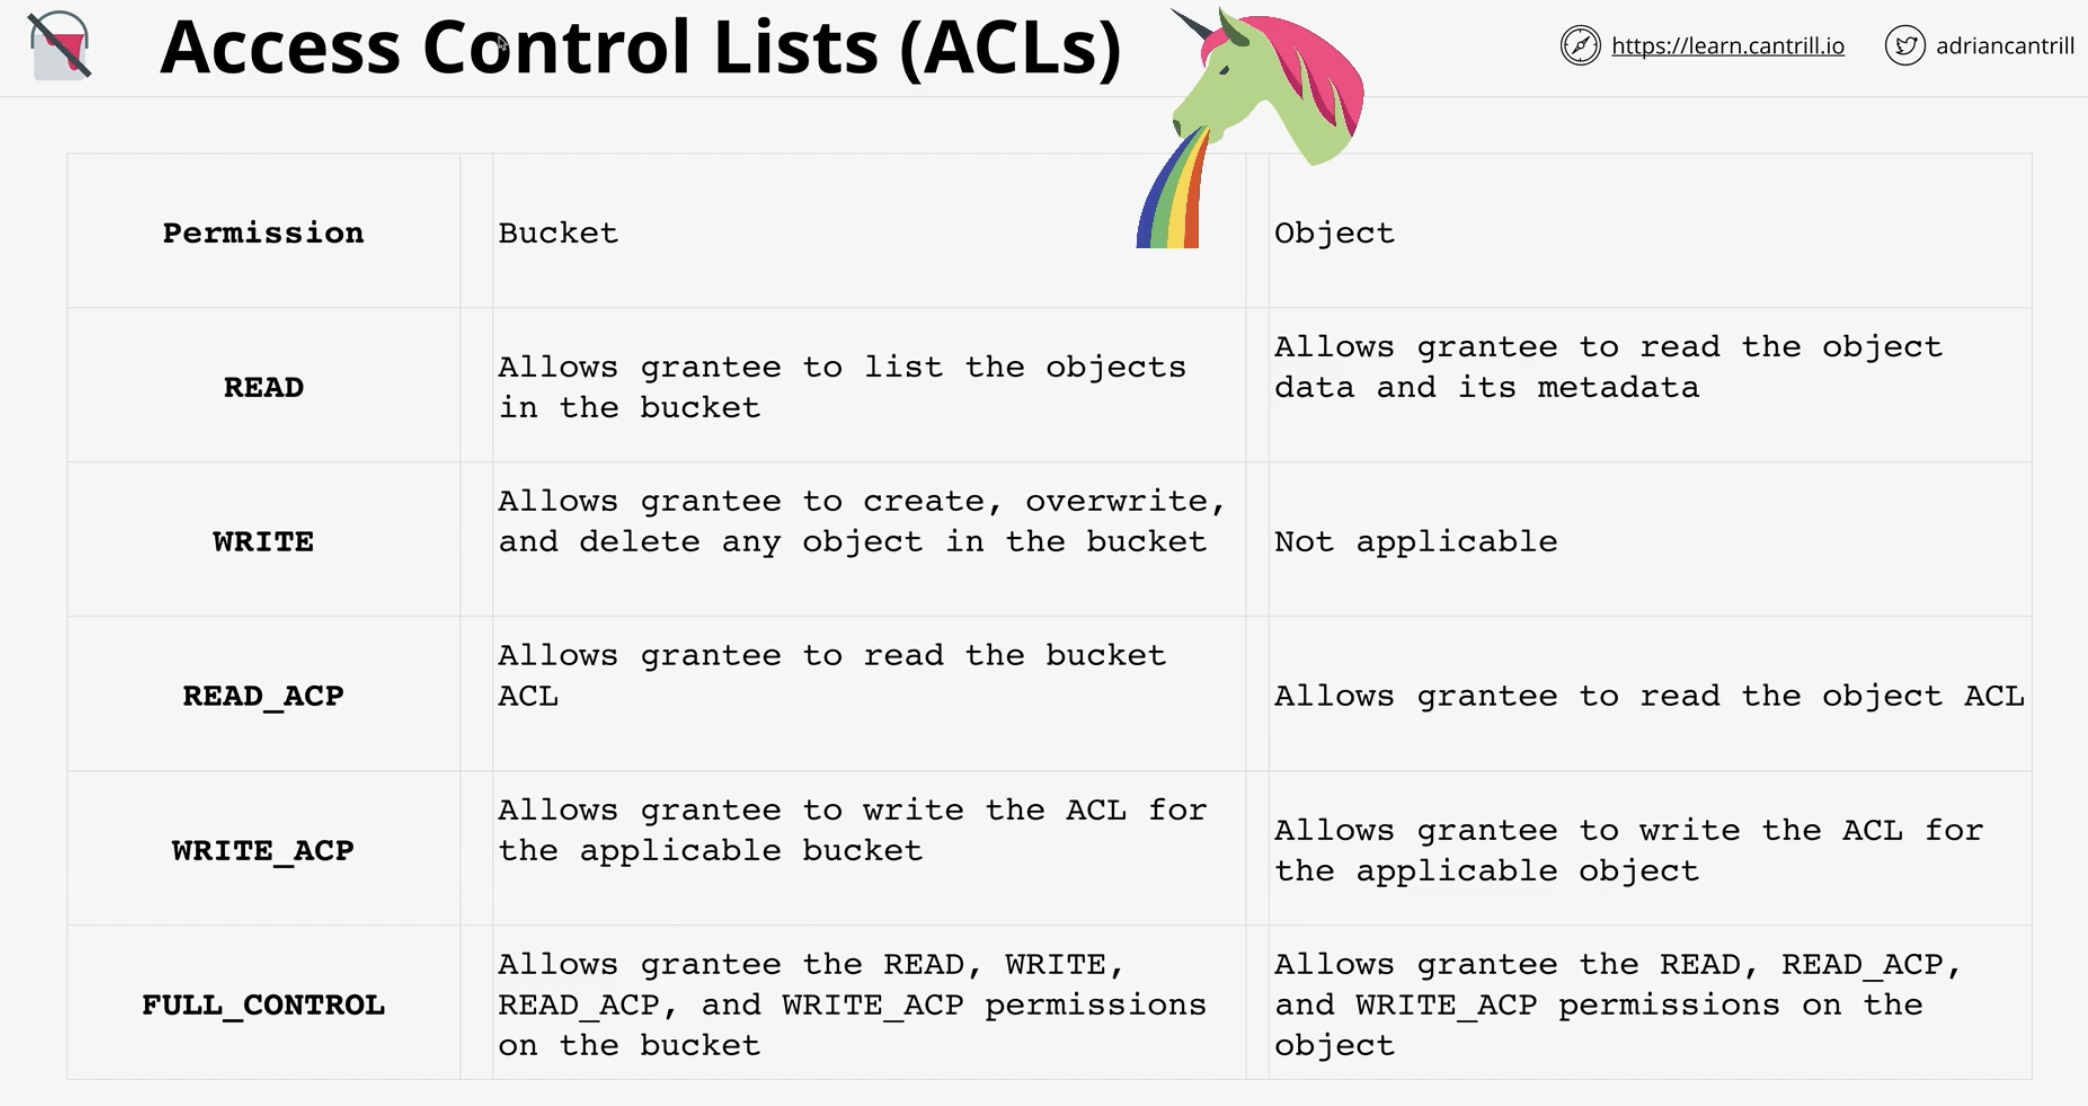 Access Control Lists (ACLs)
https://learn.cantrill.io
adriancantrill
Permission
Bucket
Object
READ
Allows grantee to list the objects
in the bucket
Allows grantee to read the object
data and its metadata
WRITE
Allows grantee to create, overwrite,
and delete any object in the bucket
Not applicable
READ_ACP
Allows grantee to read the bucket
ACL
Allows grantee to read the object ACL
WRITE_ACP
Allows grantee to write the ACL for
the applicable bucket
Allows grantee to write the ACL for
the applicable object
FULL_CONTROL
Allows grantee the READ, WRITE,
READ_ACP, and WRITE_ACP permissions
on the bucket
Allows grantee the READ, READ_ACP,
and WRITE_ACP permissions on the
object